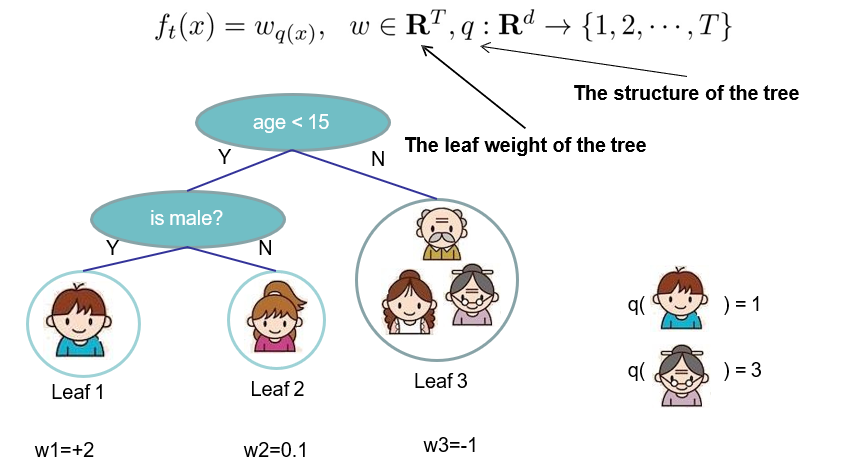 fₜ(x) = w_{q(x)}, w ∈ R^T, q : R^d → {1, 2, ⋯, T}
The structure of the tree
The leaf weight of the tree
age < 15
Y
N
is male?
Y
N
q( ) = 1
q( ) = 3
Leaf 1
Leaf 2
Leaf 3
w1=+2
w2=0.1
w3=-1